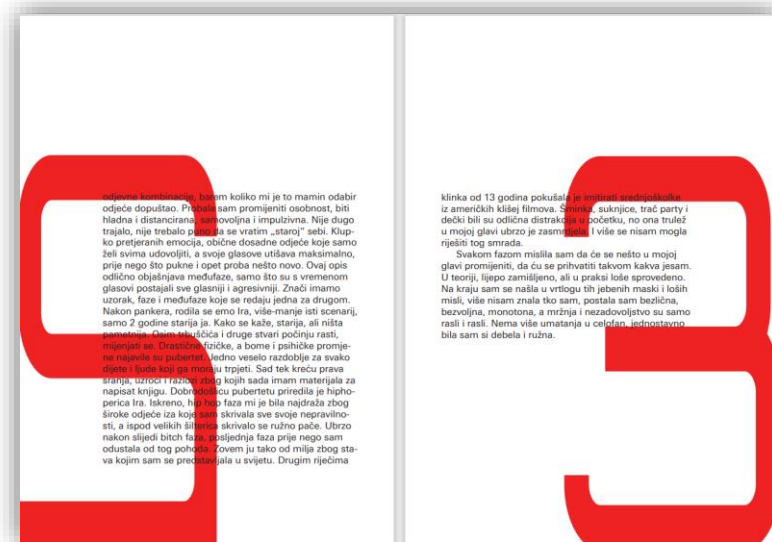 odjevne kombinacije, barem koliko mi je to mamin odabir
odjeće dopuštao. Probala sam promijeniti osobnost, biti
hladna i distancirana, samovoljna i impulzivna. Nije dugo
trajalo, nije trebalo puno da se vratim „staroj” sebi. Klup-
ko pretjeranih emocija, obične dosadne odjeće koje samo
želi svima udovoljiti, a svoje glasove utišava maksimalno,
prije nego što pukne i opet proba nešto novo. Ovaj opis
odlično objašnjava međufaze, samo što su s vremenom
glasovi postajali sve glasniji i agresivniji. Znači imamo
uzorak, faze i međufaze koje se redaju jedna za drugom.
Nakon pankera, rodila se emo Ira, više-manje isti scenarij,
samo 2 godine starija ja. Kako se kaže, starija, ali ništa
pametnija. Osim trbuščića i druge stvari počinju rasti,
mijenjati se. Drastične fizičke, a bome i psihičke promje-
ne najavile su pubertet. Jedno veselo razdoblje za svako
dijete i ljude koji ga moraju trpjeti. Sad tek kreću prava
sranja, uzroci i razlozi zbog kojih sada imam materijala za
napisat knjigu. Dobrodošlicu pubertetu priredila je hipho-
perica Ira. Iskreno, hip hop faza mi je bila najdraža zbog
široke odjeće iza koje sam skrivala sve svoje nepravilno-
sti, a ispod velikih šilterica skrivalo se ružno pače. Ubrzo
nakon slijedi bitch faza, posljednja faza prije nego sam
odustala od tog pohoda. Zovem ju tako od milja zbog sta-
va kojim sam se predstavljala u svijetu. Drugim riječima
klinka od 13 godina pokušala je imitirati srednjoškolke
iz američkih klišej filmova. Šminka, suknjice, trač party i
dečki bili su odlična distrakcija u početku, no ona trulež
u mojoj glavi ubrzo je zasmrdjela. I više se nisam mogla
riješiti tog smrada.
Svakom fazom mislila sam da će se nešto u mojoj
glavi promijeniti, da ću se prihvatiti takvom kakva jesam.
U teoriji, lijepo zamišljeno, ali u praksi loše sprovedeno.
Na kraju sam se našla u vrtlogu tih jebenih maski i loših
misli, više nisam znala tko sam, postala sam bezlična,
bezvoljna, monotona, a mržnja i nezadovoljstvo su samo
rasli i rasli. Nema više umatanja u celofan, jednostavno
bila sam si debela i ružna.